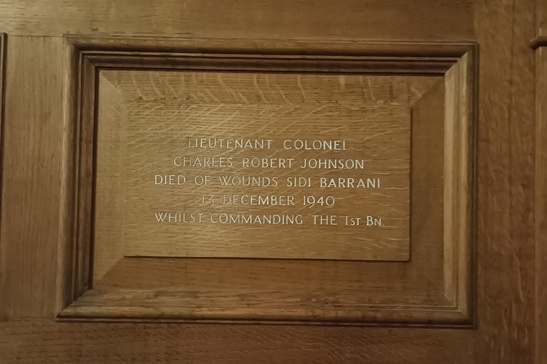 LIEUTENANT COLONEL
CHARLES ROBERT JOHNSON
DIED OF WOUNDS SIDI BARRANI
13 DECEMBER 1940
WHILST COMMANDING THE 1ST BN.